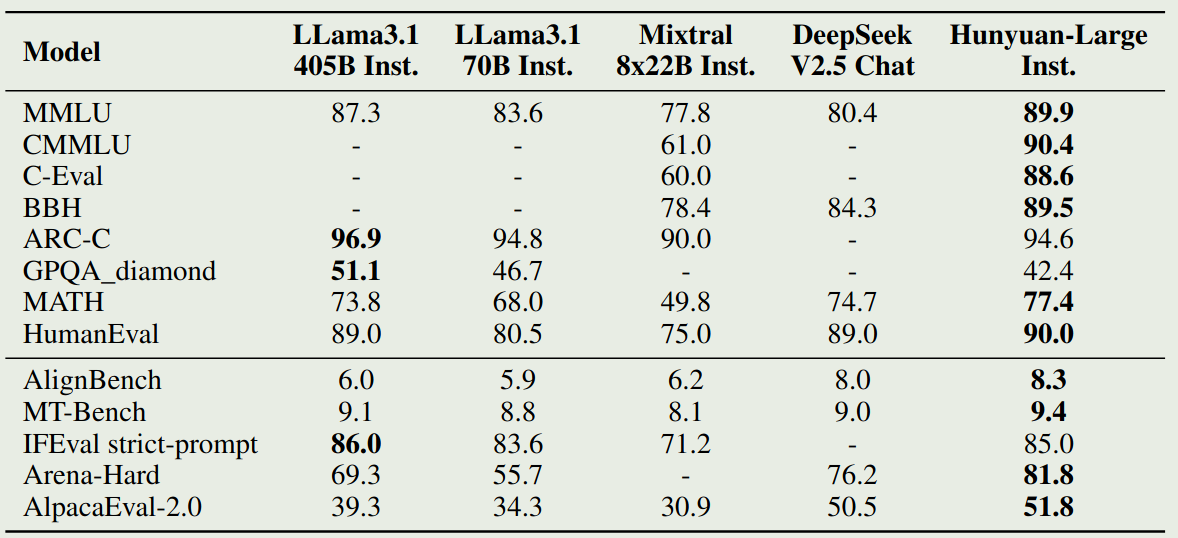 Model LLama3.1 405B Inst. LLama3.1 70B Inst. Mixtral 8x22B Inst. DeepSeek V2.5 Chat Hunyuan-Large Inst.
MMLU 87.3 83.6 77.8 80.4 89.9
CMMLU - - 61.0 - 90.4
C-Eval - - 60.0 - 88.6
BBH - - 78.4 84.3 89.5
ARC-C 96.9 94.8 90.0 - 94.6
GPQA_diamond 51.1 46.7 - - 42.4
MATH 73.8 68.0 49.8 74.7 77.4
HumanEval 89.0 80.5 75.0 89.0 90.0
AlignBench 6.0 5.9 6.2 8.0 8.3
MT-Bench 9.1 8.8 8.1 9.0 9.4
IFEval strict-prompt 86.0 83.6 71.2 - 85.0
Arena-Hard 69.3 55.7 - 76.2 81.8
AlpacaEval-2.0 39.3 34.3 30.9 50.5 51.8